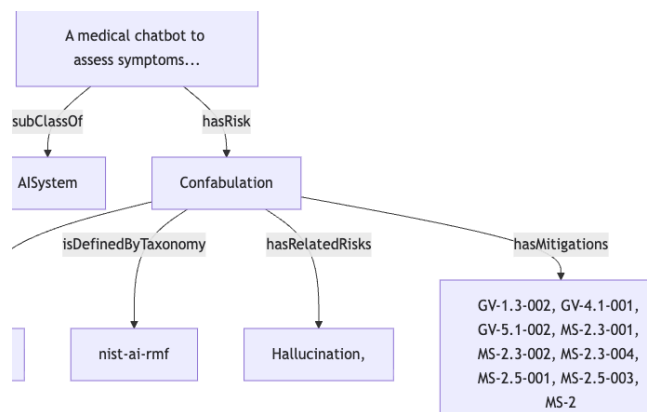 A medical chatbot to
assess symptoms...
subClassOf
hasRisk
AISystem
Confabulation
isDefinedByTaxonomy
hasRelatedRisks
hasMitigations
nist-ai-rmf
Hallucination,
GV-1.3-002, GV-4.1-001,
GV-5.1-002, MS-2.3-001,
MS-2.3-002, MS-2.3-004,
MS-2.5-001, MS-2.5-003,
MS-2